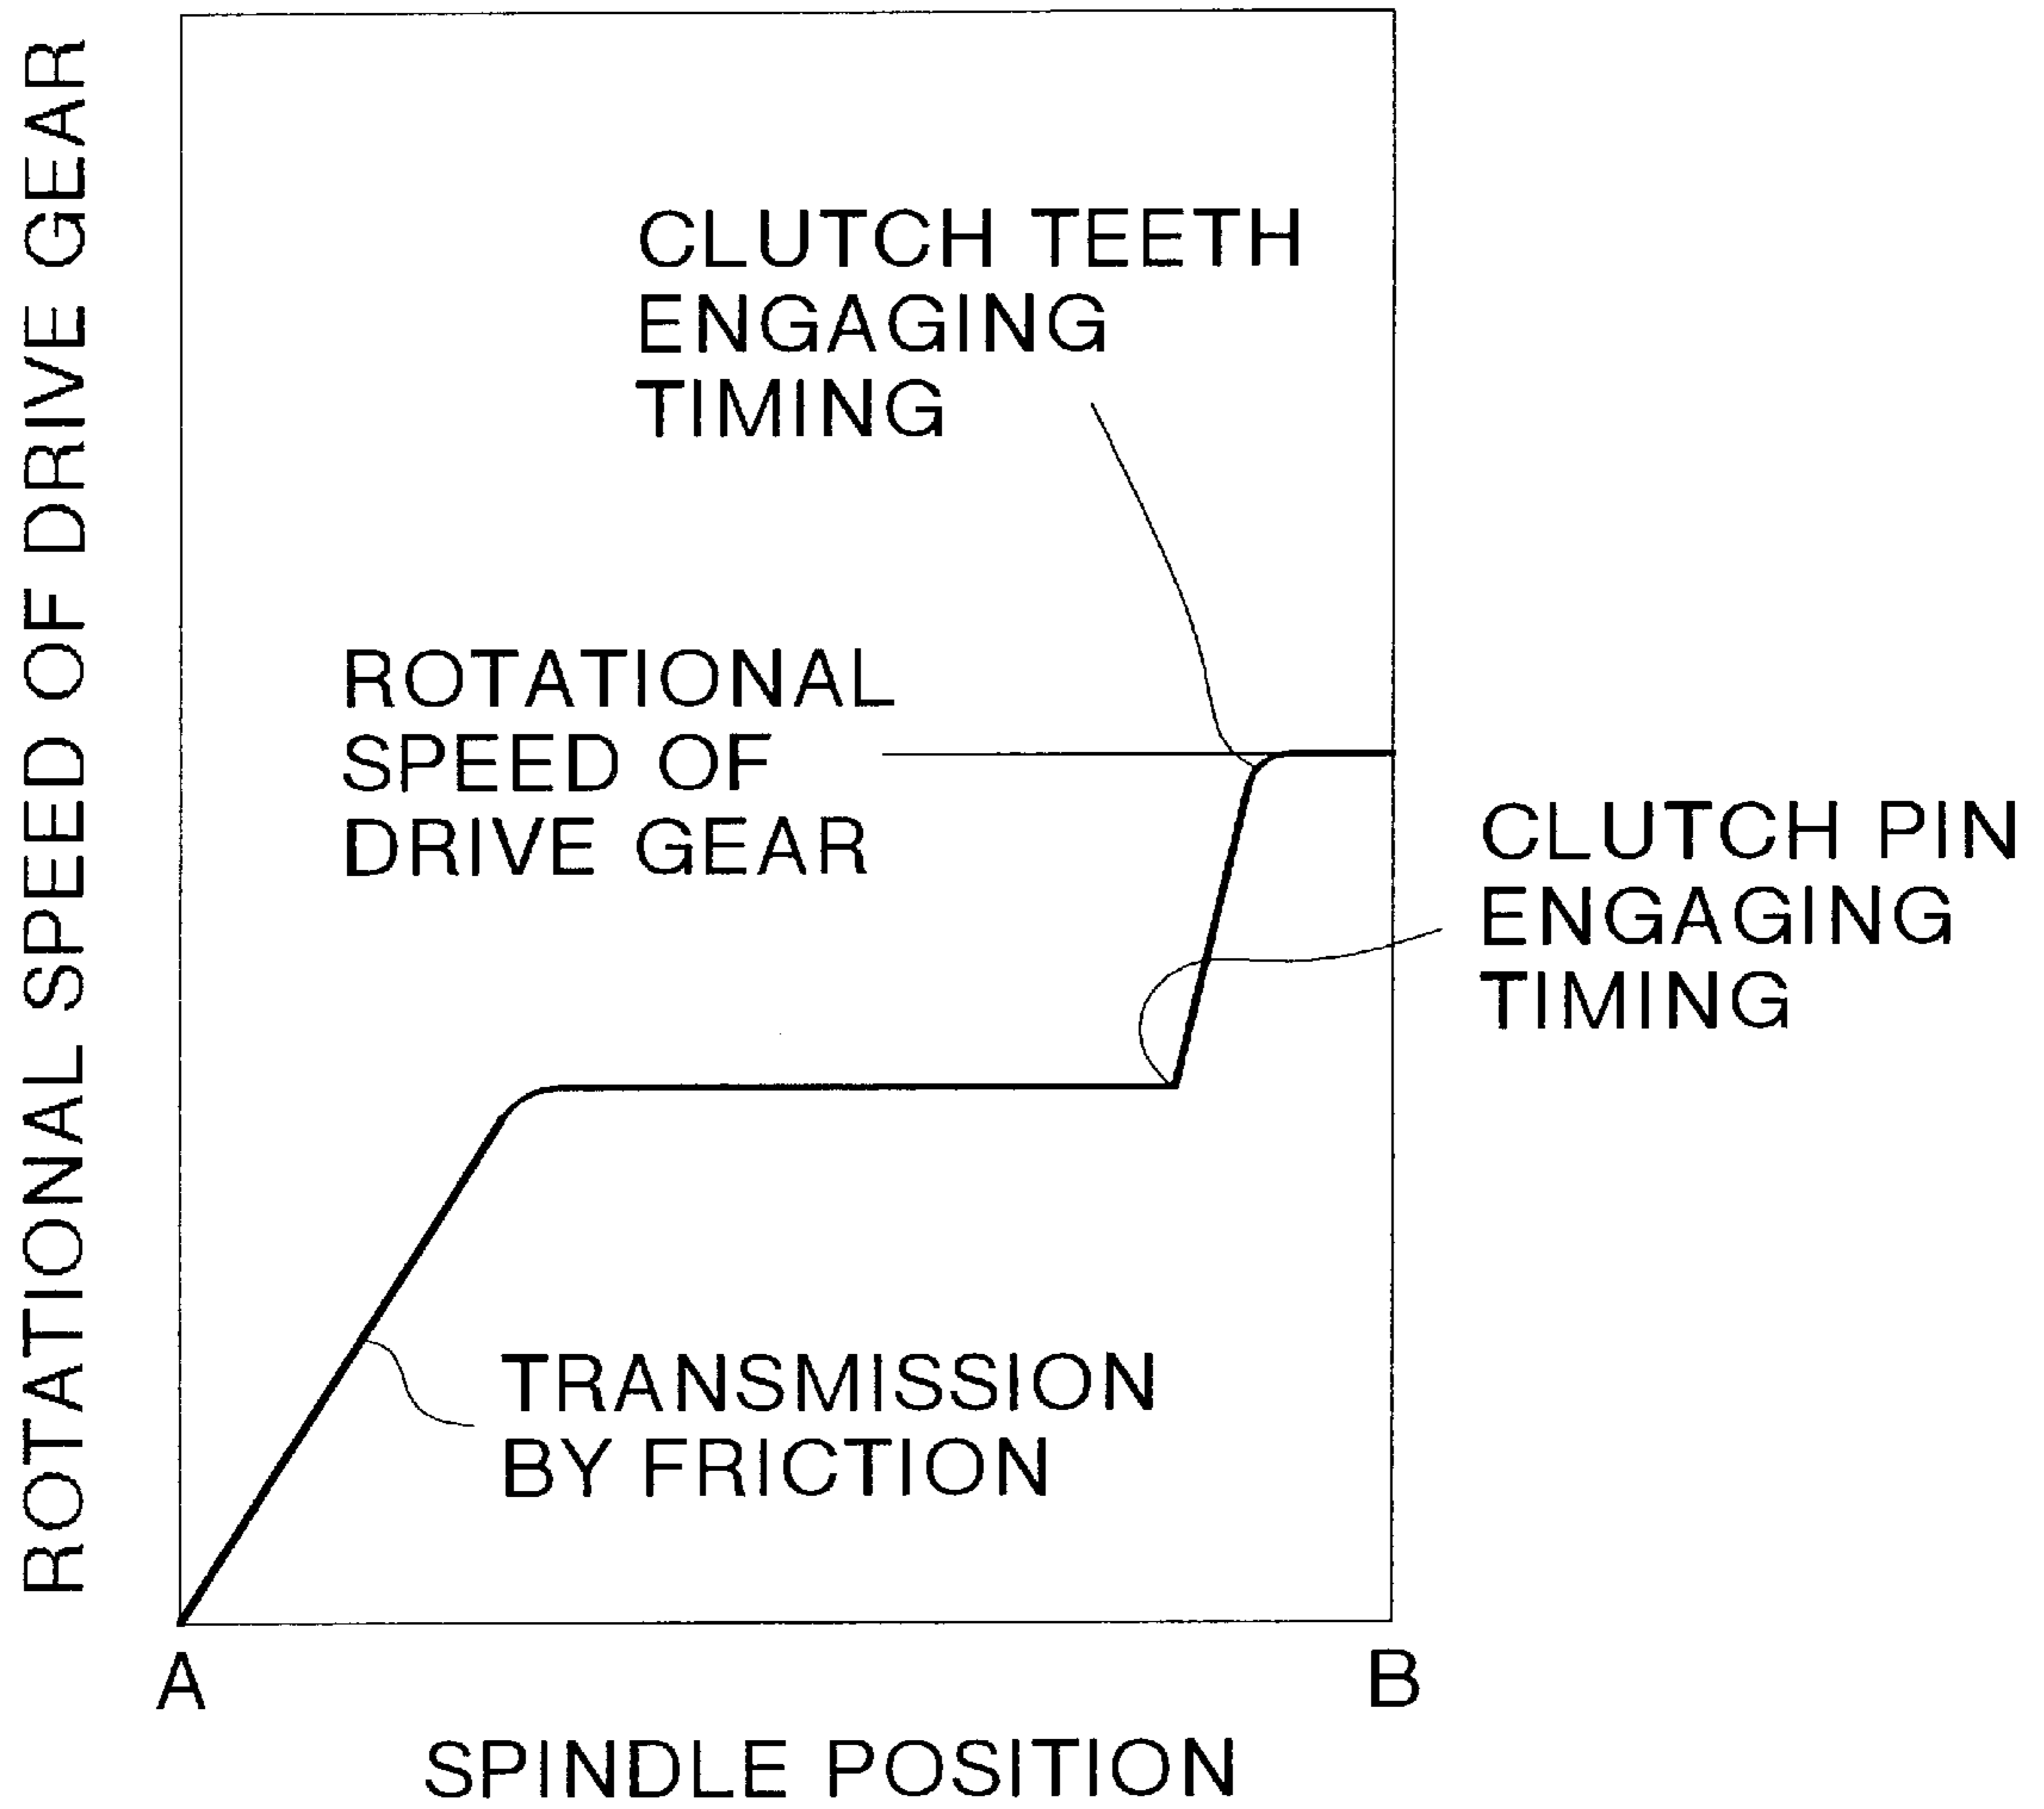 ROTATIONAL SPEED OF DRIVE GEAR
CLUTCH TEETH
ENGAGING
TIMING
ROTATIONAL
SPEED OF
DRIVE GEAR
CLUTCH PIN
ENGAGING
TIMING
TRANSMISSION
BY FRICTION
A
B
SPINDLE POSITION